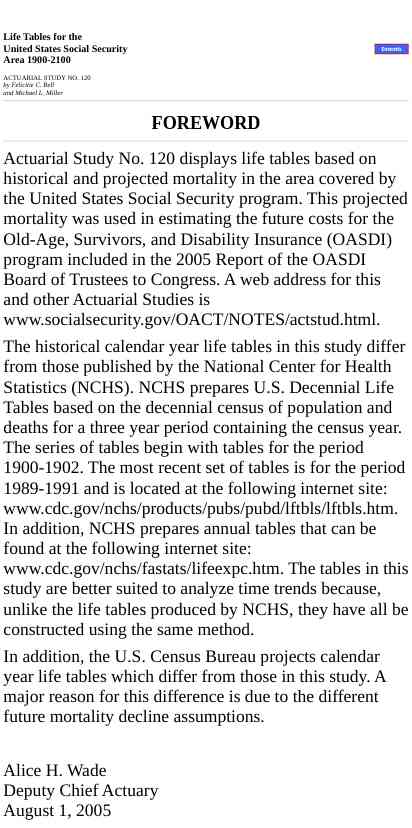 Life Tables for the
United States Social Security
Area 1900-2100
ACTUARIAL STUDY NO. 120
by Felicitie C. Bell
and Michael L. Miller
FOREWORD
Actuarial Study No. 120 displays life tables based on
historical and projected mortality in the area covered by
the United States Social Security program. This projected
mortality was used in estimating the future costs for the
Old-Age, Survivors, and Disability Insurance (OASDI)
program included in the 2005 Report of the OASDI
Board of Trustees to Congress. A web address for this
and other Actuarial Studies is
www.socialsecurity.gov/OACT/NOTES/actstud.html.
The historical calendar year life tables in this study differ
from those published by the National Center for Health
Statistics (NCHS). NCHS prepares U.S. Decennial Life
Tables based on the decennial census of population and
deaths for a three year period containing the census year.
The series of tables begin with tables for the period
1900-1902. The most recent set of tables is for the period
1989-1991 and is located at the following internet site:
www.cdc.gov/nchs/products/pubs/pubd/lftbls/lftbls.htm.
In addition, NCHS prepares annual tables that can be
found at the following internet site:
www.cdc.gov/nchs/fastats/lifeexpc.htm. The tables in this
study are better suited to analyze time trends because,
unlike the life tables produced by NCHS, they have all be
constructed using the same method.
In addition, the U.S. Census Bureau projects calendar
year life tables which differ from those in this study. A
major reason for this difference is due to the different
future mortality decline assumptions.
Alice H. Wade
Deputy Chief Actuary
August 1, 2005